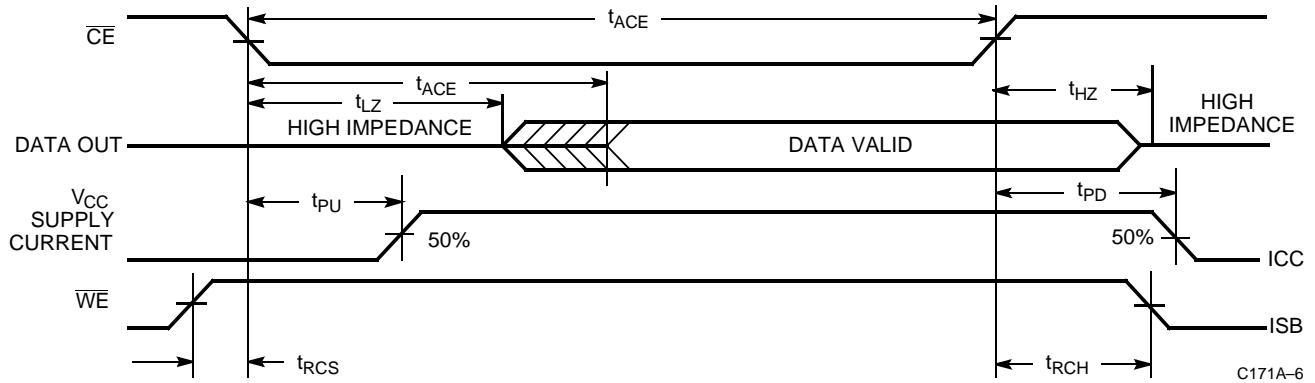 tACE
CE
tACE
tLZ
tHZ
HIGH IMPEDANCE
HIGH
IMPEDANCE
DATA OUT
DATA VALID
VCC
SUPPLY
CURRENT
tPU
tPD
50%
50%
ICC
WE
ISB
tRCS
tRCH
C171A–6